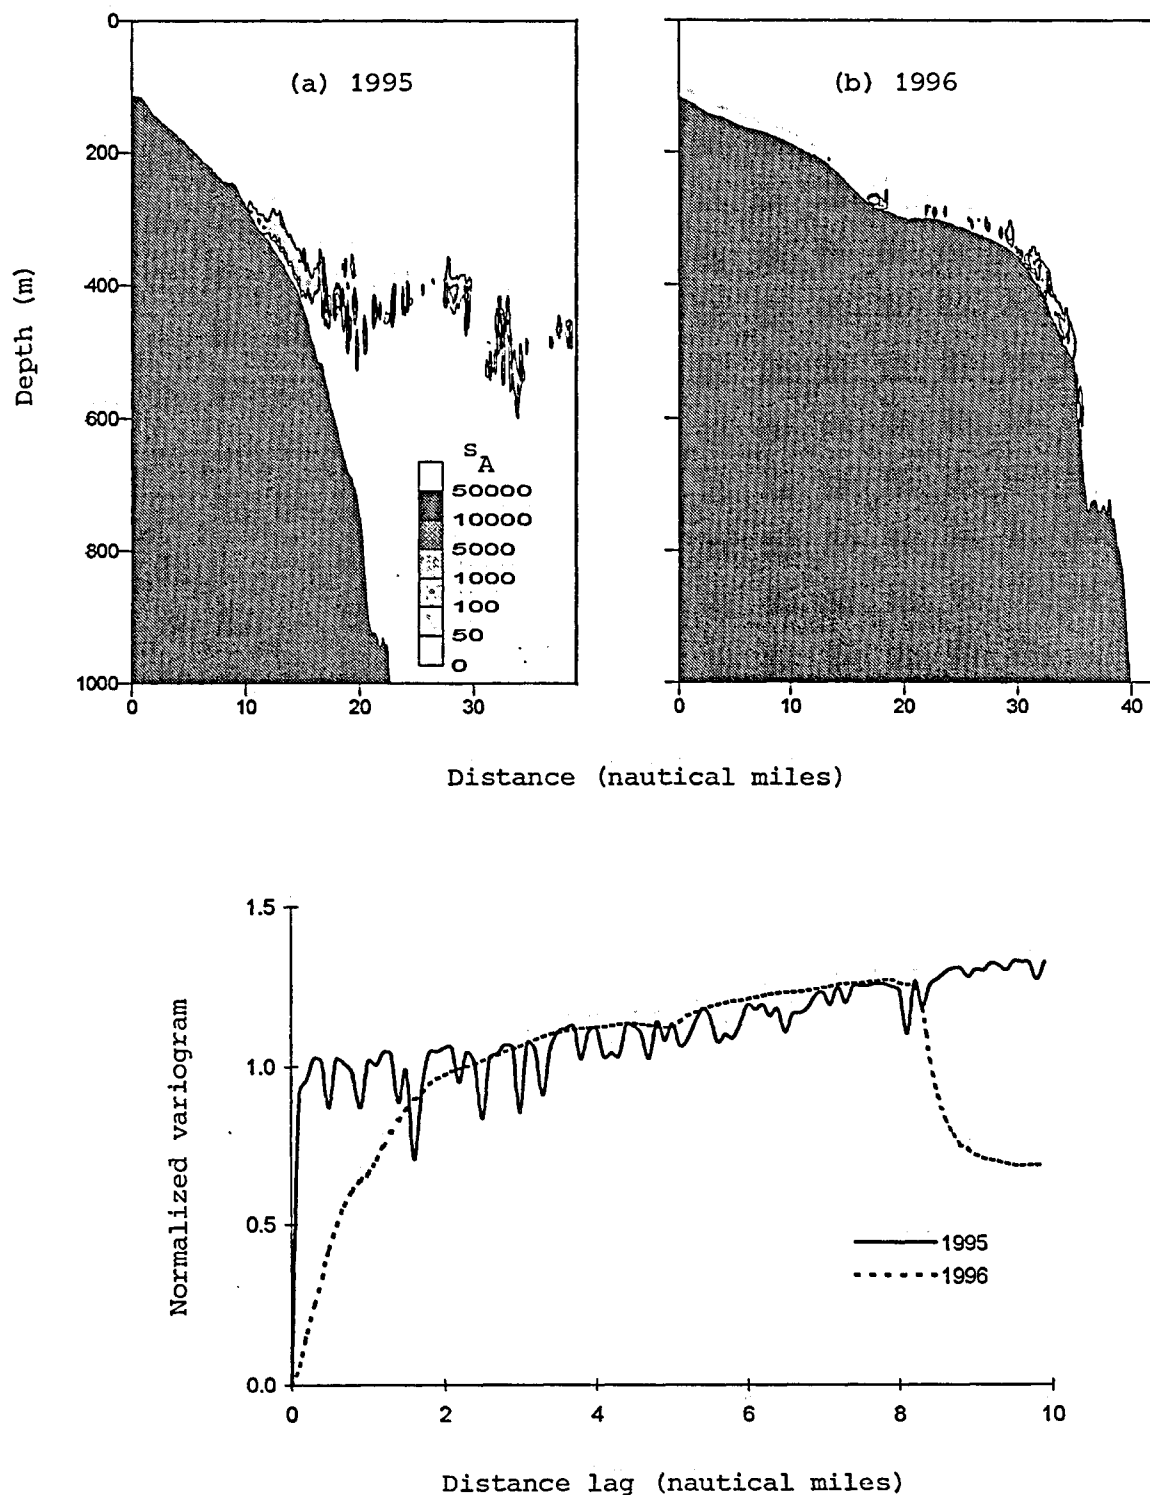 0
200
400
600
800
1000
Depth (m)
(a) 1995
(b) 1996
sA
50000
10000
5000
1000
100
50
0
0 10 20 30
0 10 20 30 40
Distance (nautical miles)
1.5
1.0
0.5
0.0
Normalized variogram
1995
1996
0 2 4 6 8 10
Distance lag (nautical miles)